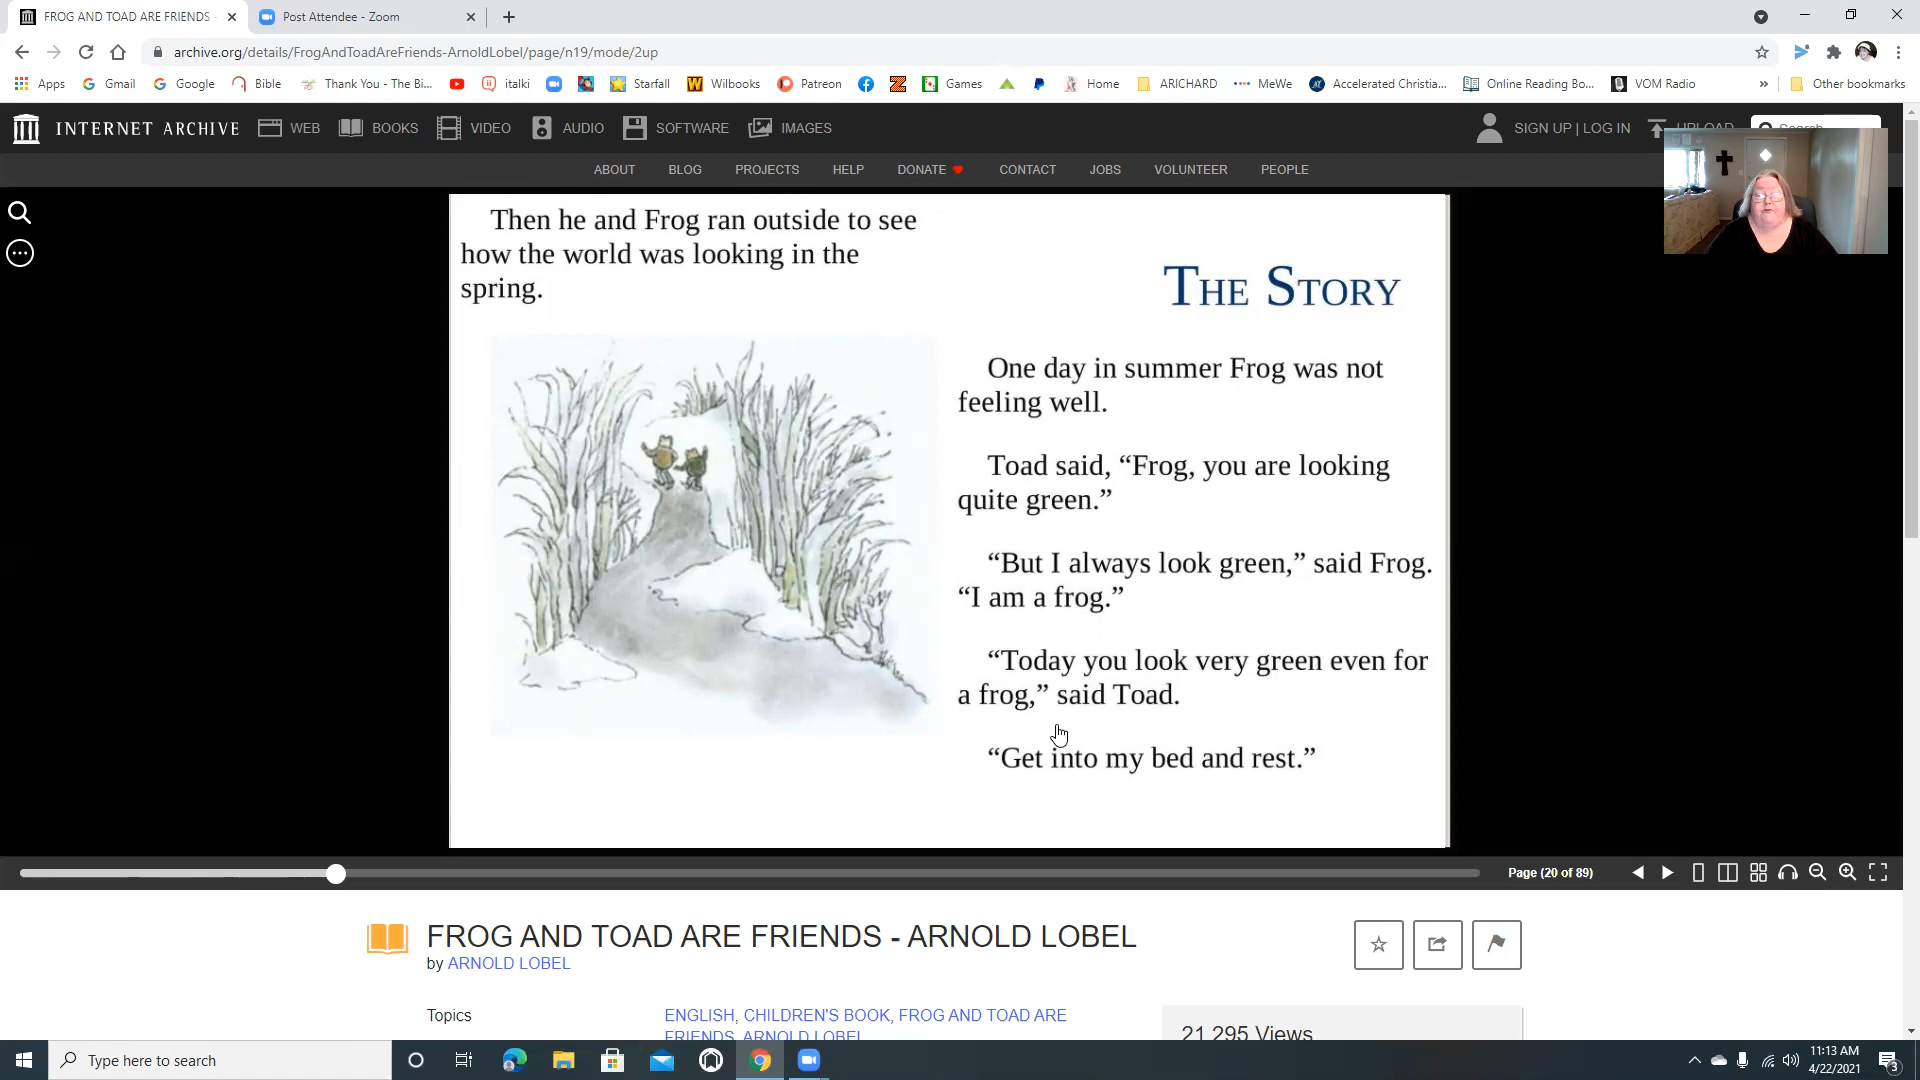 FROG AND TOAD ARE FRIENDS
Post Attendee - Zoom
archive.org/details/FrogAndToadAreFriends-ArnoldLobel/page/n19/mode/2up
Apps Gmail Google Bible Thank You - The Bi... italki Starfall Wilbooks Patreon Games Home ARICHARD MeWe Accelerated Christia... Online Reading Bo... VOM Radio » Other bookmarks
INTERNET ARCHIVE WEB BOOKS VIDEO AUDIO SOFTWARE IMAGES SIGN UP | LOG IN UPLOAD Search
ABOUT BLOG PROJECTS HELP DONATE CONTACT JOBS VOLUNTEER PEOPLE
Then he and Frog ran outside to see
how the world was looking in the
spring.
THE STORY
One day in summer Frog was not
feeling well.
Toad said, “Frog, you are looking
quite green.”
“But I always look green,” said Frog.
“I am a frog.”
“Today you look very green even for
a frog,” said Toad.
“Get into my bed and rest.”
Page (20 of 89)
FROG AND TOAD ARE FRIENDS - ARNOLD LOBEL
by ARNOLD LOBEL
Topics
ENGLISH, CHILDREN'S BOOK, FROG AND TOAD ARE
FRIENDS, ARNOLD LOBEL
21,295 Views
Type here to search
11:13 AM
4/22/2021
3